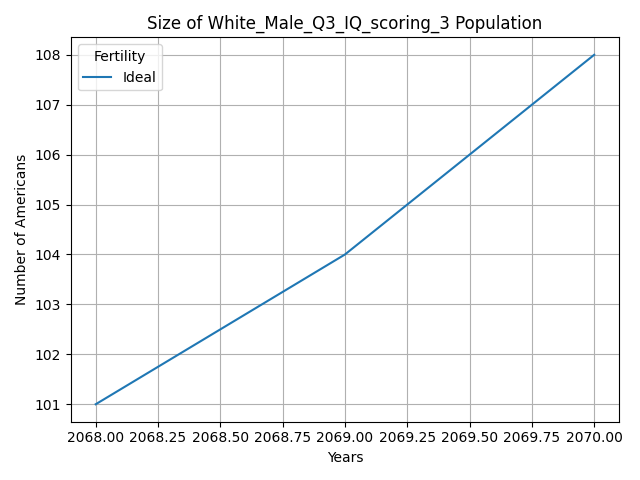 Size of White_Male_Q3_IQ_scoring_3 Population
Fertility
Ideal
Number of Americans
108
107
106
105
104
103
102
101
2068.00 2068.25 2068.50 2068.75 2069.00 2069.25 2069.50 2069.75 2070.00
Years